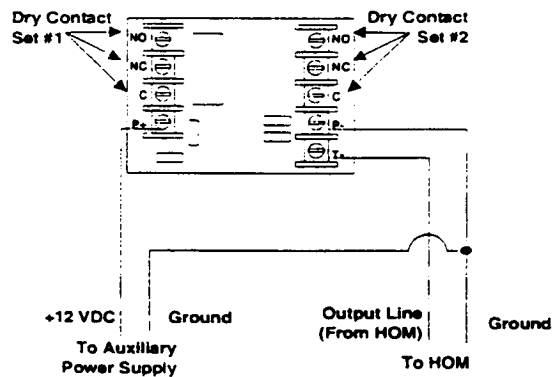 Dry Contact
Set #1
NO
NC
C
P+
Dry Contact
Set #2
NO
NC
C
P-
T-
+12 VDC
Ground
To Auxiliary
Power Supply
Output Line
(From HOM)
Ground
To HOM